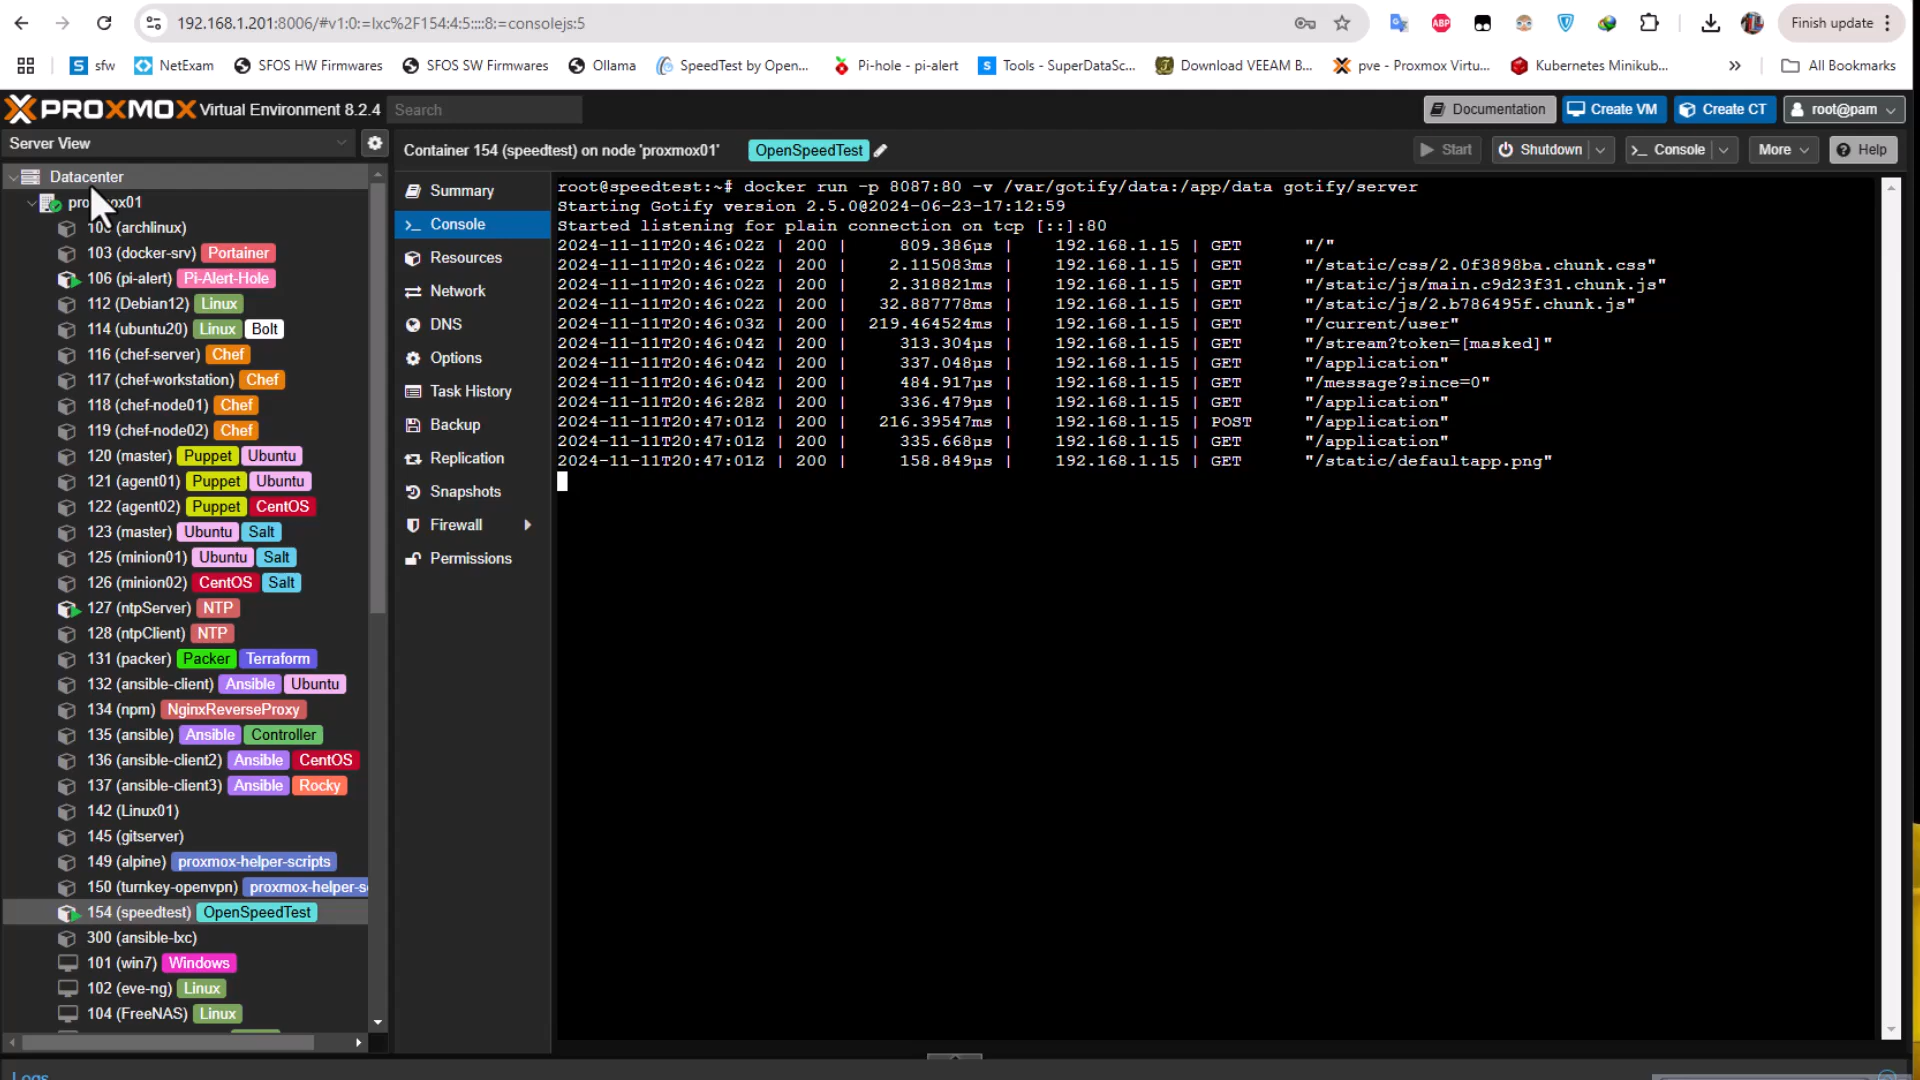 192.168.1.201:8006/#v1:0:=lxc%2F154:4:5::::8:=consolejs:5
ABP
Finish update
sfw
NetExam
SFOS HW Firmwares
SFOS SW Firmwares
Ollama
SpeedTest by Open...
Pi-hole - pi-alert
Tools - SuperDataSc...
Download VEEAM B...
pve - Proxmox Virtu...
Kubernetes Minikub...
All Bookmarks
PROXMOX Virtual Environment 8.2.4
Search
Documentation
Create VM
Create CT
root@pam
Server View
Container 154 (speedtest) on node 'proxmox01'
OpenSpeedTest
Start
Shutdown
Console
More
Help
Datacenter
(archlinux)
103 (docker-srv) Portainer
106 (pi-alert) Pi-Alert-Hole
112 (Debian12) Linux
114 (ubuntu20) Linux Bolt
116 (chef-server) Chef
117 (chef-workstation) Chef
118 (chef-node01) Chef
119 (chef-node02) Chef
120 (master) Puppet Ubuntu
121 (agent01) Puppet Ubuntu
122 (agent02) Puppet CentOS
123 (master) Ubuntu Salt
125 (minion01) Ubuntu Salt
126 (minion02) CentOS Salt
127 (ntpServer) NTP
128 (ntpClient) NTP
131 (packer) Packer Terraform
132 (ansible-client) Ansible Ubuntu
134 (npm) NginxReverseProxy
135 (ansible) Ansible Controller
136 (ansible-client2) Ansible CentOS
137 (ansible-client3) Ansible Rocky
142 (Linux01)
145 (gitserver)
149 (alpine) proxmox-helper-scripts
150 (turnkey-openvpn) proxmox-helper-s
154 (speedtest) OpenSpeedTest
300 (ansible-lxc)
101 (win7) Windows
102 (eve-ng) Linux
104 (FreeNAS) Linux
Summary
Console
Resources
Network
DNS
Options
Task History
Backup
Replication
Snapshots
Firewall
Permissions
root@speedtest:~# docker run -p 8087:80 -v /var/gotify/data:/app/data gotify/server
Starting Gotify version 2.5.0@2024-06-23-17:12:59
Started listening for plain connection on tcp [::]:80
2024-11-11T20:46:02Z | 200 | 809.386µs | 192.168.1.15 | GET "/"
2024-11-11T20:46:02Z | 200 | 2.115083ms | 192.168.1.15 | GET "/static/css/2.0f3898ba.chunk.css"
2024-11-11T20:46:02Z | 200 | 2.318821ms | 192.168.1.15 | GET "/static/js/main.c9d23f31.chunk.js"
2024-11-11T20:46:02Z | 200 | 32.887778ms | 192.168.1.15 | GET "/static/js/2.b786495f.chunk.js"
2024-11-11T20:46:03Z | 200 | 219.464524ms | 192.168.1.15 | GET "/current/user"
2024-11-11T20:46:04Z | 200 | 313.304µs | 192.168.1.15 | GET "/stream?token=[masked]"
2024-11-11T20:46:04Z | 200 | 337.048µs | 192.168.1.15 | GET "/application"
2024-11-11T20:46:04Z | 200 | 484.917µs | 192.168.1.15 | GET "/message?since=0"
2024-11-11T20:46:28Z | 200 | 336.479µs | 192.168.1.15 | GET "/application"
2024-11-11T20:47:01Z | 200 | 216.39547ms | 192.168.1.15 | POST "/application"
2024-11-11T20:47:01Z | 200 | 335.668µs | 192.168.1.15 | GET "/application"
2024-11-11T20:47:01Z | 200 | 158.849µs | 192.168.1.15 | GET "/static/defaultapp.png"
Logs